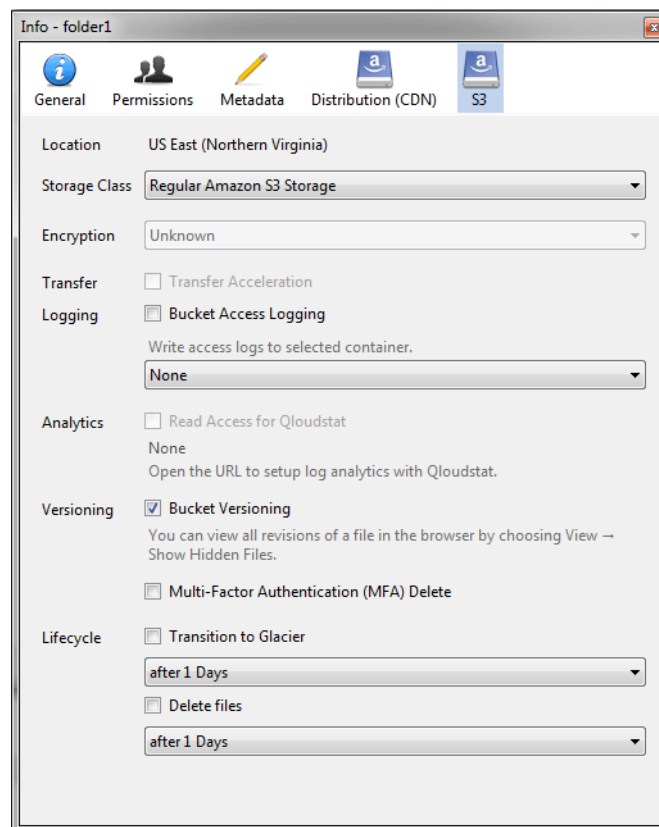 Info - folder1
General
Permissions
Metadata
Distribution (CDN)
S3
Location
US East (Northern Virginia)
Storage Class
Regular Amazon S3 Storage
Encryption
Unknown
Transfer
Transfer Acceleration
Logging
Bucket Access Logging
Write access logs to selected container.
None
Analytics
Read Access for Qloudstat
None
Open the URL to setup log analytics with Qloudstat.
Versioning
Bucket Versioning
You can view all revisions of a file in the browser by choosing View →
Show Hidden Files.
Multi-Factor Authentication (MFA) Delete
Lifecycle
Transition to Glacier
after 1 Days
Delete files
after 1 Days